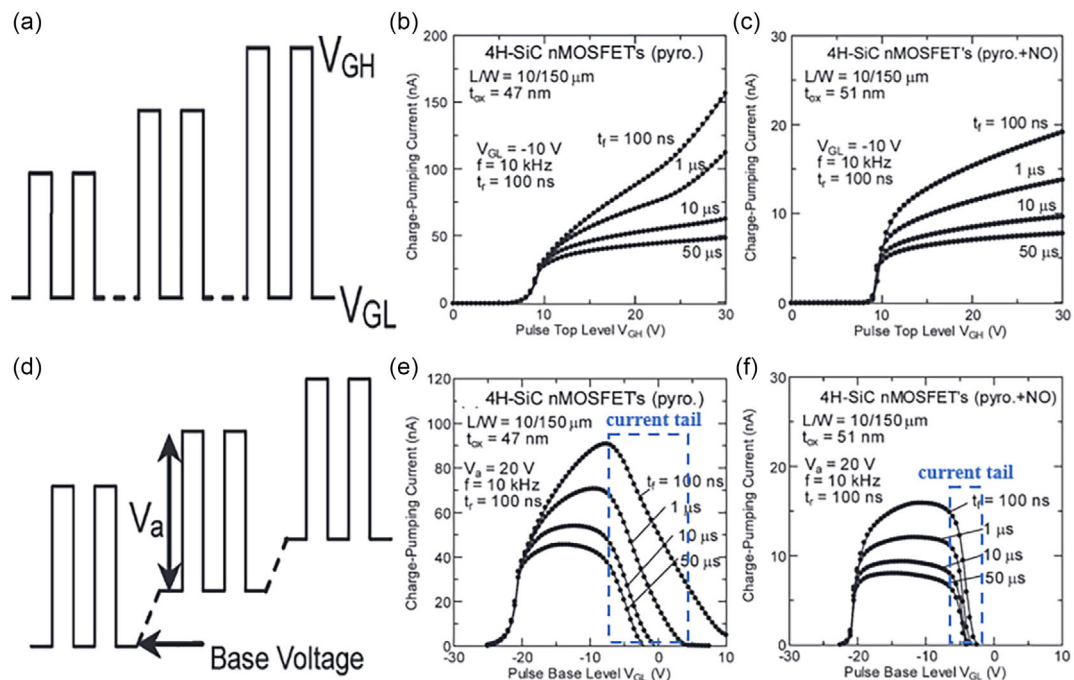 (a)
V_GH
V_GL
(b)
4H-SiC nMOSFET's (pyro.)
L/W = 10/150 μm
t_ox = 47 nm
V_GL = -10 V
f = 10 kHz
t_r = 100 ns
t_f = 100 ns
1 μs
10 μs
50 μs
Charge-Pumping Current (nA)
200
150
100
50
0
0
10
20
30
Pulse Top Level V_GH (V)
(c)
4H-SiC nMOSFET's (pyro.+NO)
L/W = 10/150 μm
t_ox = 51 nm
V_GL = -10 V
f = 10 kHz
t_r = 100 ns
t_f = 100 ns
1 μs
10 μs
50 μs
Charge-Pumping Current (nA)
30
20
10
0
0
10
20
30
Pulse Top Level V_GH (V)
(d)
V_a
Base Voltage
(e)
4H-SiC nMOSFET's (pyro.)
L/W = 10/150 μm
t_ox = 47 nm
current tail
V_a = 20 V
f = 10 kHz
t_r = 100 ns
t_f = 100 ns
1 μs
10 μs
50 μs
Charge-Pumping Current (nA)
120
100
80
60
40
20
0
-30
-20
-10
0
10
Pulse Base Level V_GL (V)
(f)
4H-SiC nMOSFET's (pyro.+NO)
L/W = 10/150 μm
t_ox = 51 nm
V_a = 20 V
f = 10 kHz
t_r = 100 ns
current tail
t_f = 100 ns
1 μs
10 μs
50 μs
Charge-Pumping Current (nA)
30
25
20
15
10
5
0
-30
-20
-10
0
10
Pulse Base Level V_GL (V)